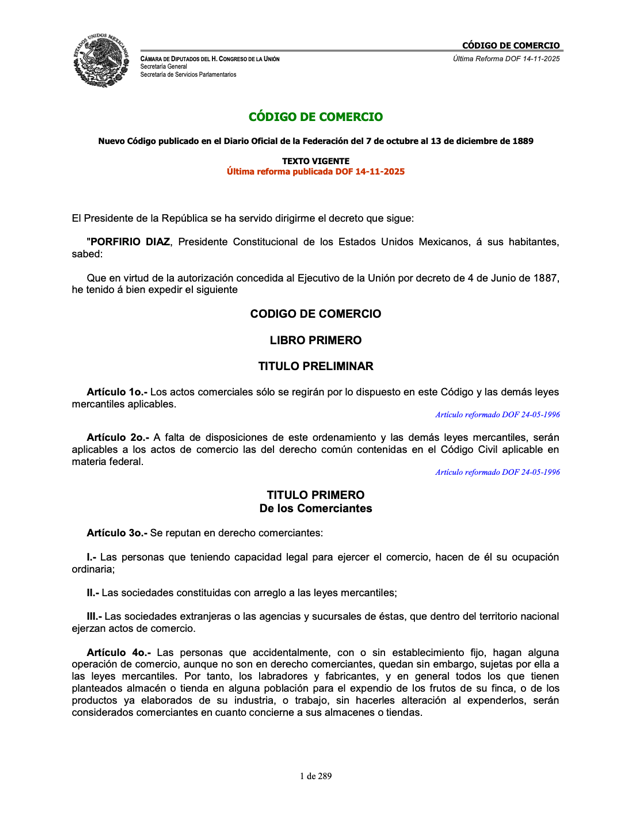 CÓDIGO DE COMERCIO
CÁMARA DE DIPUTADOS DEL H. CONGRESO DE LA UNIÓN
Última Reforma DOF 14-11-2025
Secretaría General
Secretaría de Servicios Parlamentarios
CÓDIGO DE COMERCIO
Nuevo Código publicado en el Diario Oficial de la Federación del 7 de octubre al 13 de diciembre de 1889
TEXTO VIGENTE
Última reforma publicada DOF 14-11-2025
El Presidente de la República se ha servido dirigirme el decreto que sigue:
"PORFIRIO DIAZ, Presidente Constitucional de los Estados Unidos Mexicanos, á sus habitantes,
sabed:
Que en virtud de la autorización concedida al Ejecutivo de la Unión por decreto de 4 de Junio de 1887,
he tenido á bien expedir el siguiente
CODIGO DE COMERCIO
LIBRO PRIMERO
TITULO PRELIMINAR
Artículo 1o.- Los actos comerciales sólo se regirán por lo dispuesto en este Código y las demás leyes
mercantiles aplicables.
Artículo reformado DOF 24-05-1996
Artículo 2o.- A falta de disposiciones de este ordenamiento y las demás leyes mercantiles, serán
aplicables a los actos de comercio las del derecho común contenidas en el Código Civil aplicable en
materia federal.
Artículo reformado DOF 24-05-1996
TITULO PRIMERO
De los Comerciantes
Artículo 3o.- Se reputan en derecho comerciantes:
I.- Las personas que teniendo capacidad legal para ejercer el comercio, hacen de él su ocupación
ordinaria;
II.- Las sociedades constituidas con arreglo a las leyes mercantiles;
III.- Las sociedades extranjeras o las agencias y sucursales de éstas, que dentro del territorio nacional
ejerzan actos de comercio.
Artículo 4o.- Las personas que accidentalmente, con o sin establecimiento fijo, hagan alguna
operación de comercio, aunque no son en derecho comerciantes, quedan sin embargo, sujetas por ella a
las leyes mercantiles. Por tanto, los labradores y fabricantes, y en general todos los que tienen
planteados almacén o tienda en alguna población para el expendio de los frutos de su finca, o de los
productos ya elaborados de su industria, o trabajo, sin hacerles alteración al expenderlos, serán
considerados comerciantes en cuanto concierne a sus almacenes o tiendas.
1 de 289